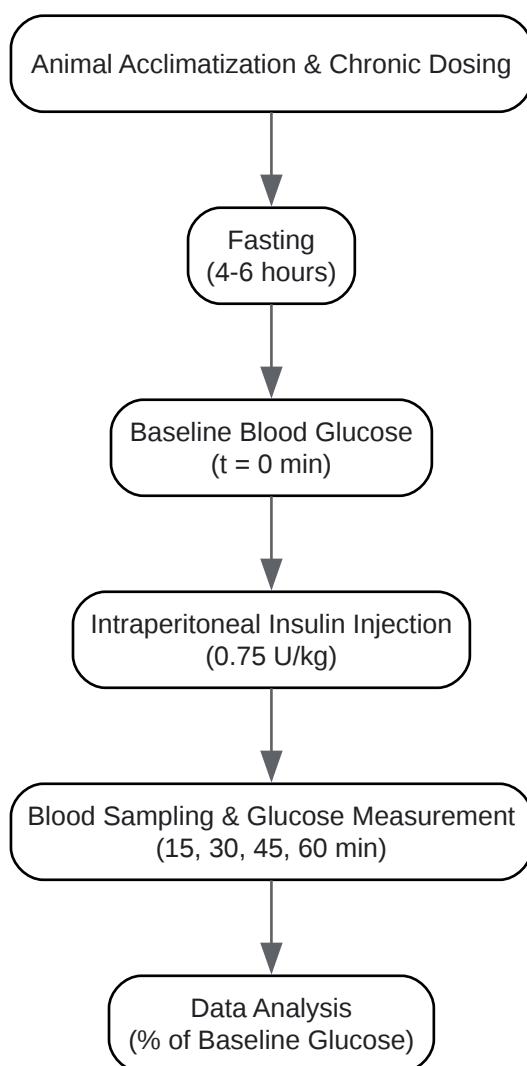 Animal Acclimatization & Chronic Dosing
Fasting
(4-6 hours)
Baseline Blood Glucose
(t = 0 min)
Intraperitoneal Insulin Injection
(0.75 U/kg)
Blood Sampling & Glucose Measurement
(15, 30, 45, 60 min)
Data Analysis
(% of Baseline Glucose)